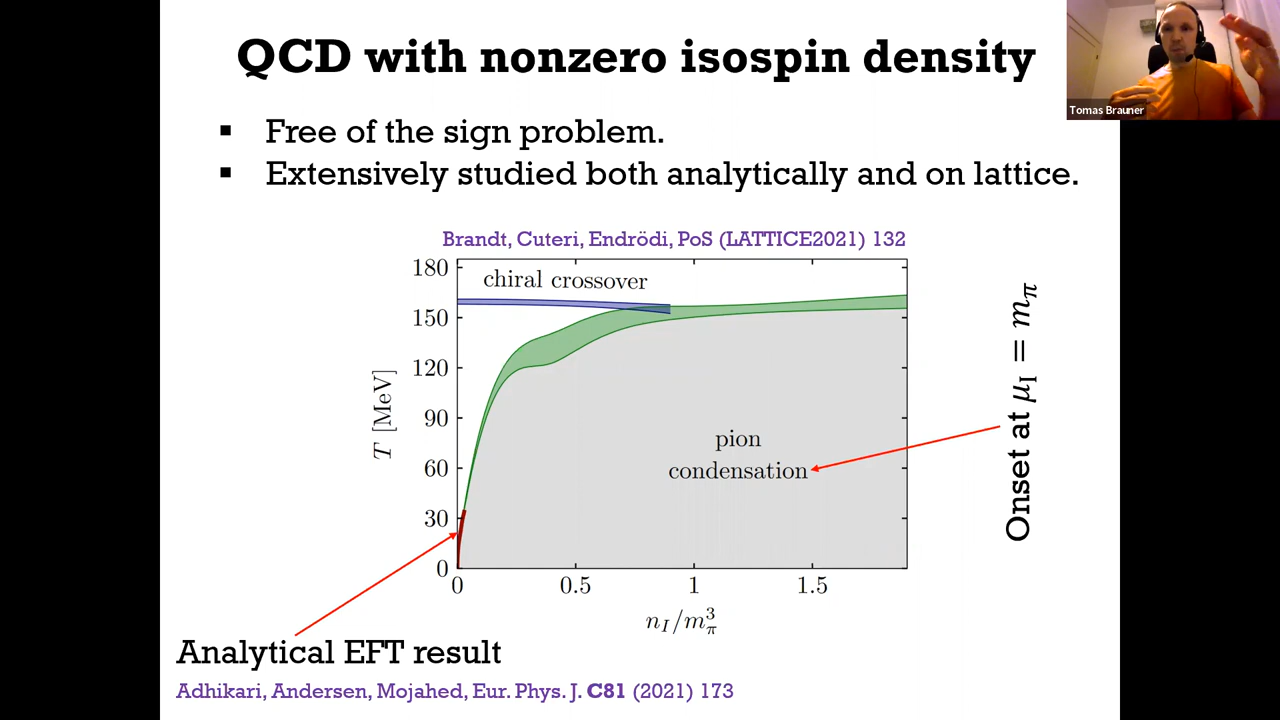 QCD with nonzero isospin density
Tomas Brauner
▪ Free of the sign problem.
▪ Extensively studied both analytically and on lattice.
Brandt, Cuteri, Endrödi, PoS (LATTICE2021) 132
180
150
120
90
60
30
0
T [MeV]
chiral crossover
pion
condensation
0 0.5 1 1.5
n_I/m_π^3
Onset at μ_I = m_π
Analytical EFT result
Adhikari, Andersen, Mojahed, Eur. Phys. J. C81 (2021) 173